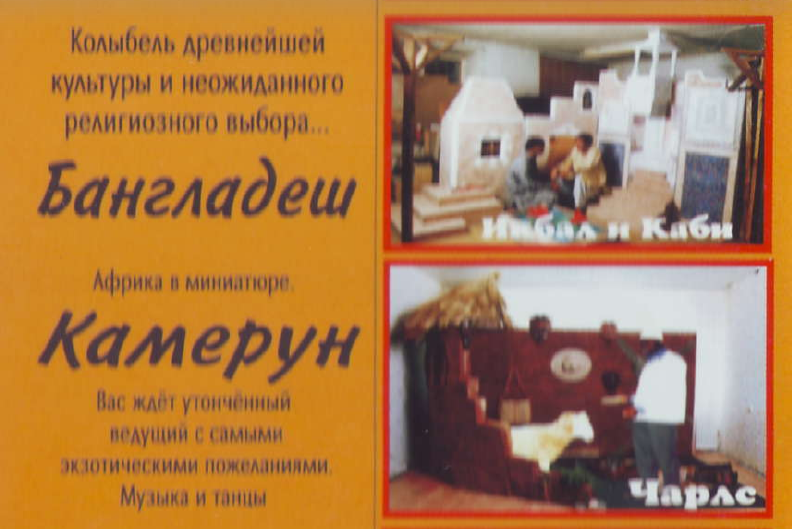 Колыбель древнейшей
культуры и неожиданного
религиозного выбора...
Бангладеш
Икбал и Каби
Африка в миниатюре.
Камерун
Вас ждёт утончённый
ведущий с самыми
экзотическими пожеланиями.
Музыка и танцы
Чарлс